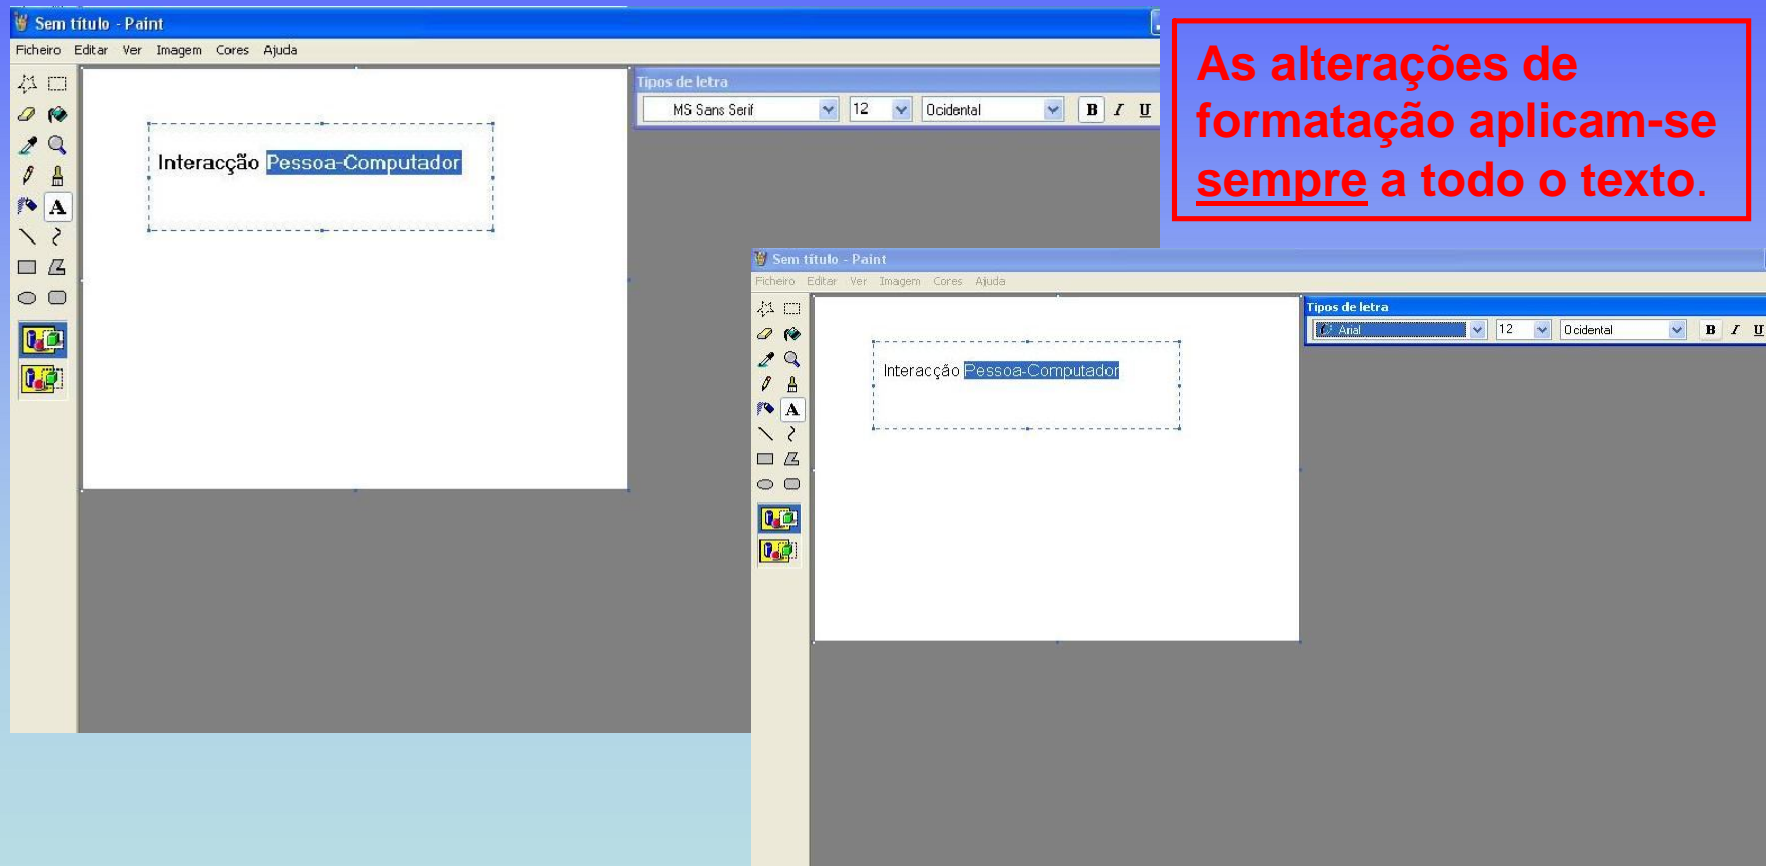 Sem título - Paint
Ficheiro Editar Ver Imagem Cores Ajuda
Tipos de letra
MS Sans Serif 12 Ocidental B I U
Interacção Pessoa-Computador
A
As alterações de
formatação aplicam-se
sempre a todo o texto.
Sem título - Paint
Ficheiro Editar Ver Imagem Cores Ajuda
Tipos de letra
Arial 12 Ocidental B I U
Interacção Pessoa-Computador
A